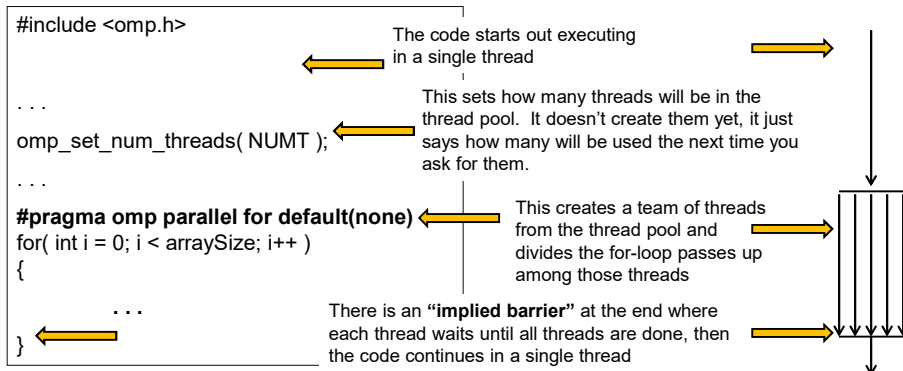 #include <omp.h>
The code starts out executing
in a single thread
. . .
This sets how many threads will be in the
thread pool. It doesn’t create them yet, it just
says how many will be used the next time you
ask for them.
omp_set_num_threads( NUMT );
. . .
#pragma omp parallel for default(none)
This creates a team of threads
from the thread pool and
divides the for-loop passes up
among those threads
for( int i = 0; i < arraySize; i++ )
{
. . .
There is an “implied barrier” at the end where
each thread waits until all threads are done, then
the code continues in a single thread
}